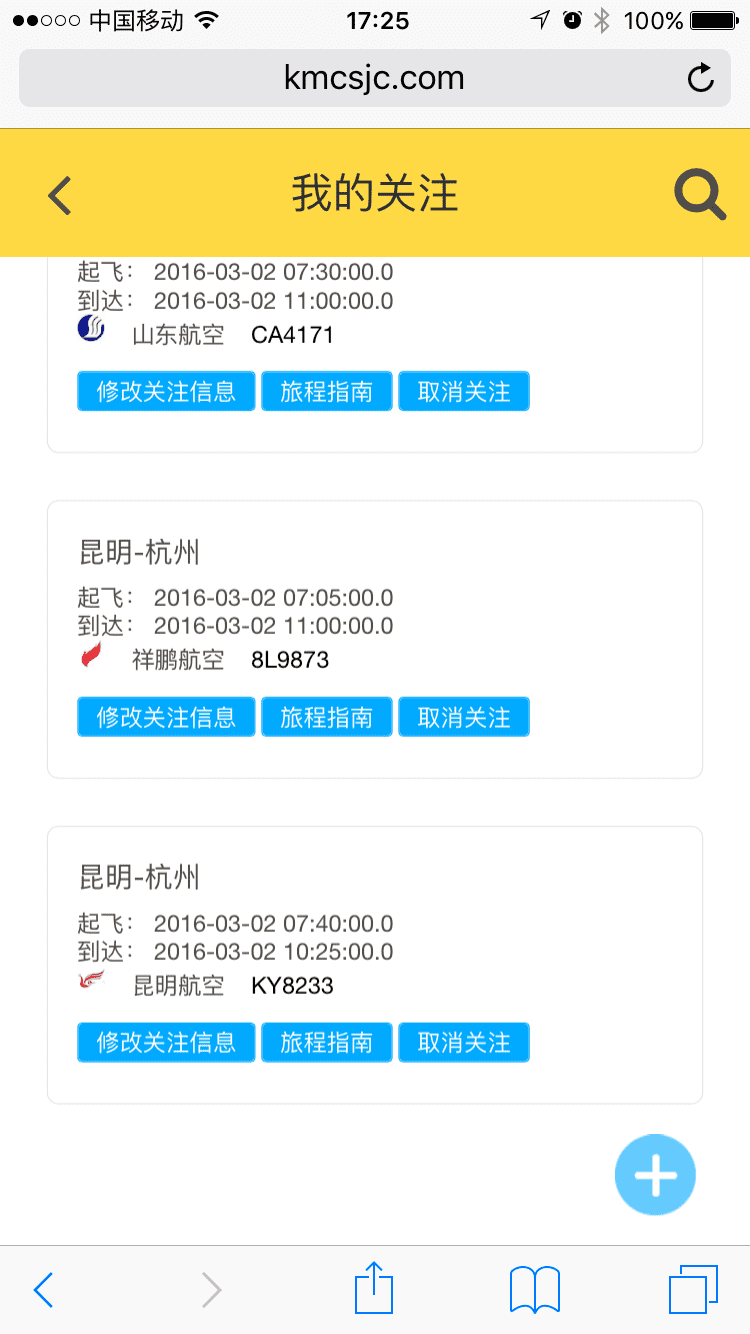 中国移动 17:25 100%
kmcsjc.com
我的关注
起飞： 2016-03-02 07:30:00.0
到达： 2016-03-02 11:00:00.0
山东航空 CA4171
修改关注信息 旅程指南 取消关注
昆明-杭州
起飞： 2016-03-02 07:05:00.0
到达： 2016-03-02 11:00:00.0
祥鹏航空 8L9873
修改关注信息 旅程指南 取消关注
昆明-杭州
起飞： 2016-03-02 07:40:00.0
到达： 2016-03-02 10:25:00.0
昆明航空 KY8233
修改关注信息 旅程指南 取消关注